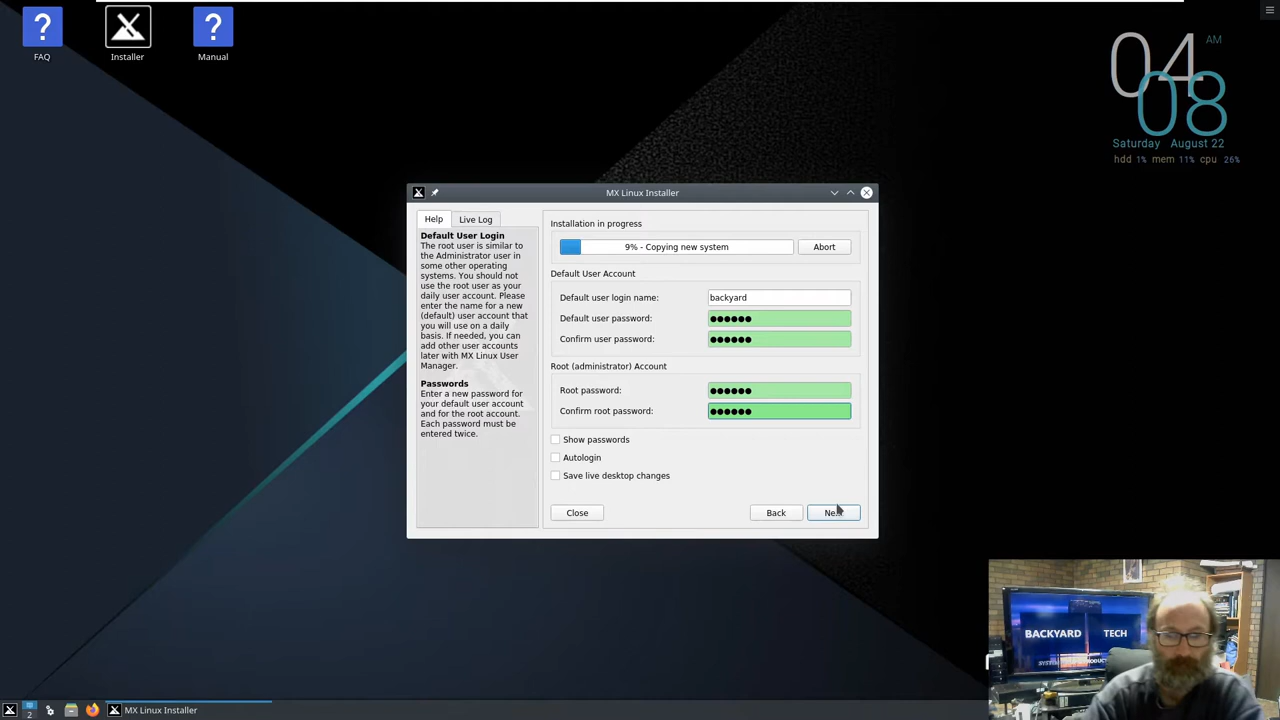 FAQ
Installer
Manual
04 AM
08
Saturday August 22
hdd 1% mem 11% cpu 26%
MX Linux Installer
Help
Live Log
Default User Login
The root user is similar to
the Administrator user in
some other operating
systems. You should not
use the root user as your
daily user account. Please
enter the name for a new
(default) user account that
you will use on a daily
basis. If needed, you can
add other user accounts
later with MX Linux User
Manager.
Passwords
Enter a new password for
your default user account
and for the root account.
Each password must be
entered twice.
Installation in progress
9% - Copying new system
Abort
Default User Account
Default user login name:
backyard
Default user password:
●●●●●●
Confirm user password:
●●●●●●
Root (administrator) Account
Root password:
●●●●●●
Confirm root password:
●●●●●●
Show passwords
Autologin
Save live desktop changes
Close
Back
BACKYARD TECH
2
MX Linux Installer